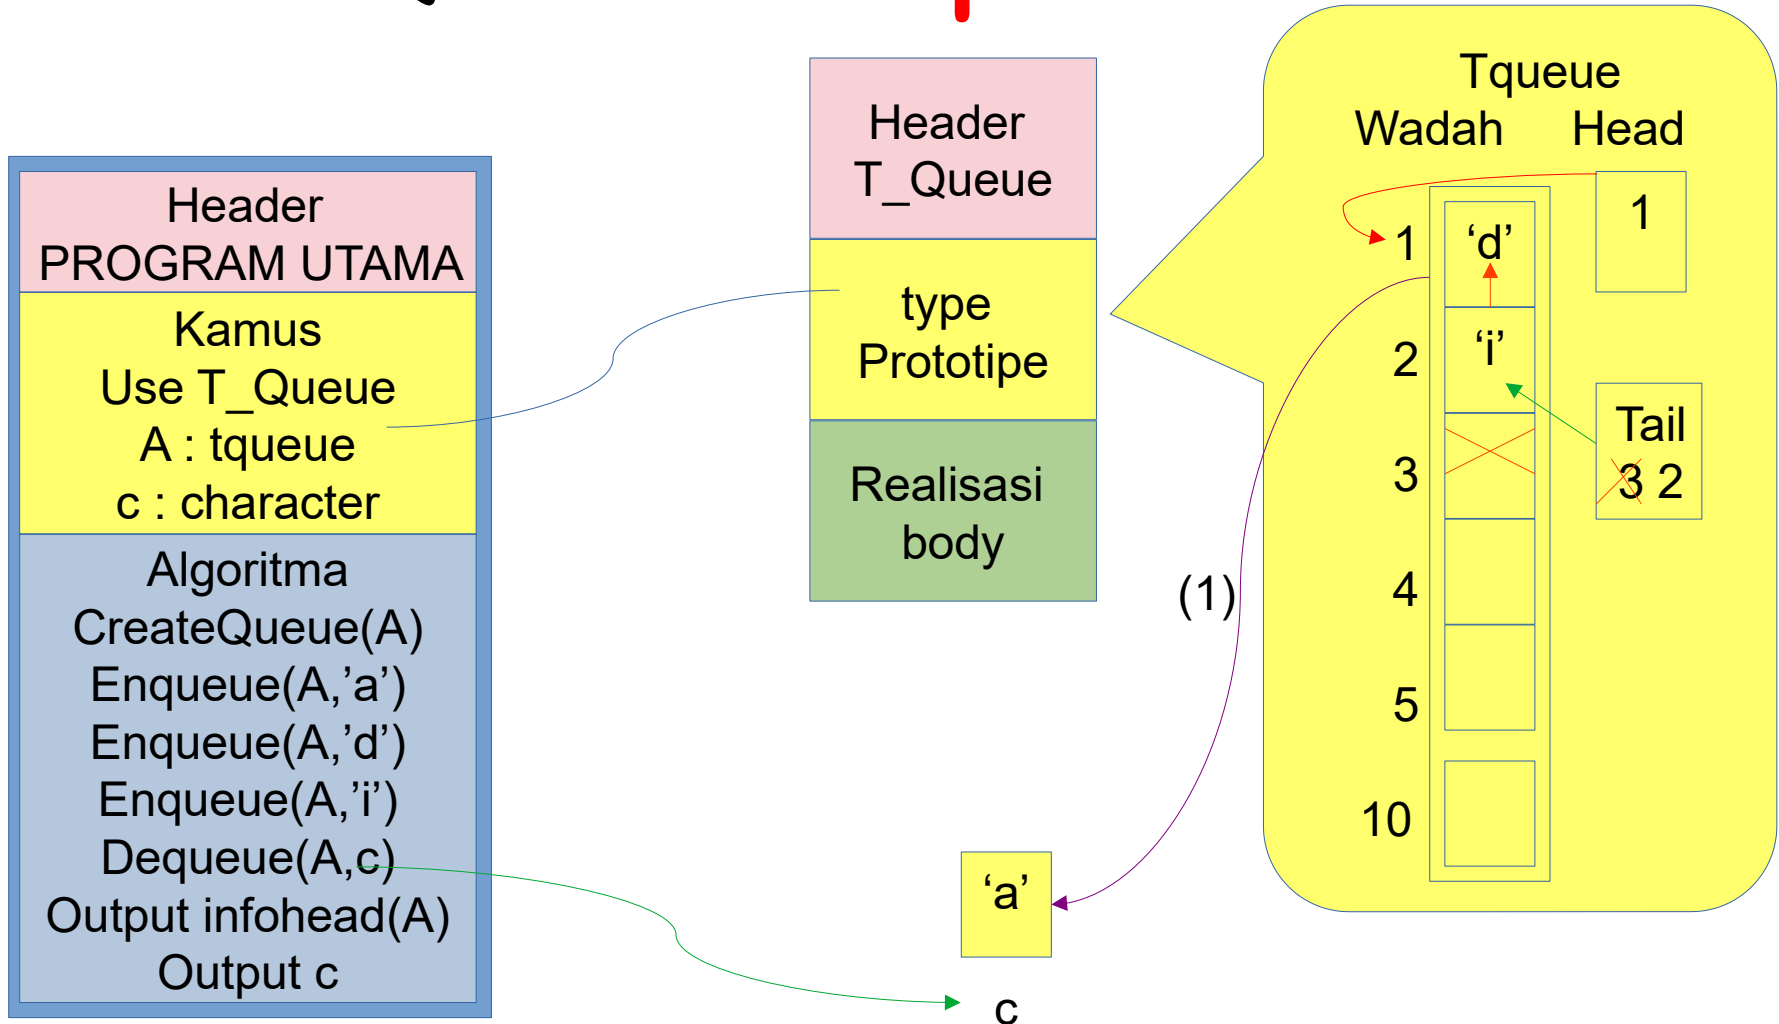 Header
PROGRAM UTAMA
Kamus
Use T_Queue
A : tqueue
c : character
Algoritma
CreateQueue(A)
Enqueue(A,’a’)
Enqueue(A,’d’)
Enqueue(A,’i’)
Dequeue(A,c)
Output infohead(A)
Output c
Header
T_Queue
type
Prototipe
Realisasi
body
(1)
‘a’
c
Tqueue
Wadah Head
1 ‘d’ 1
2 ‘i’
Tail
3 3 2
4
5
10